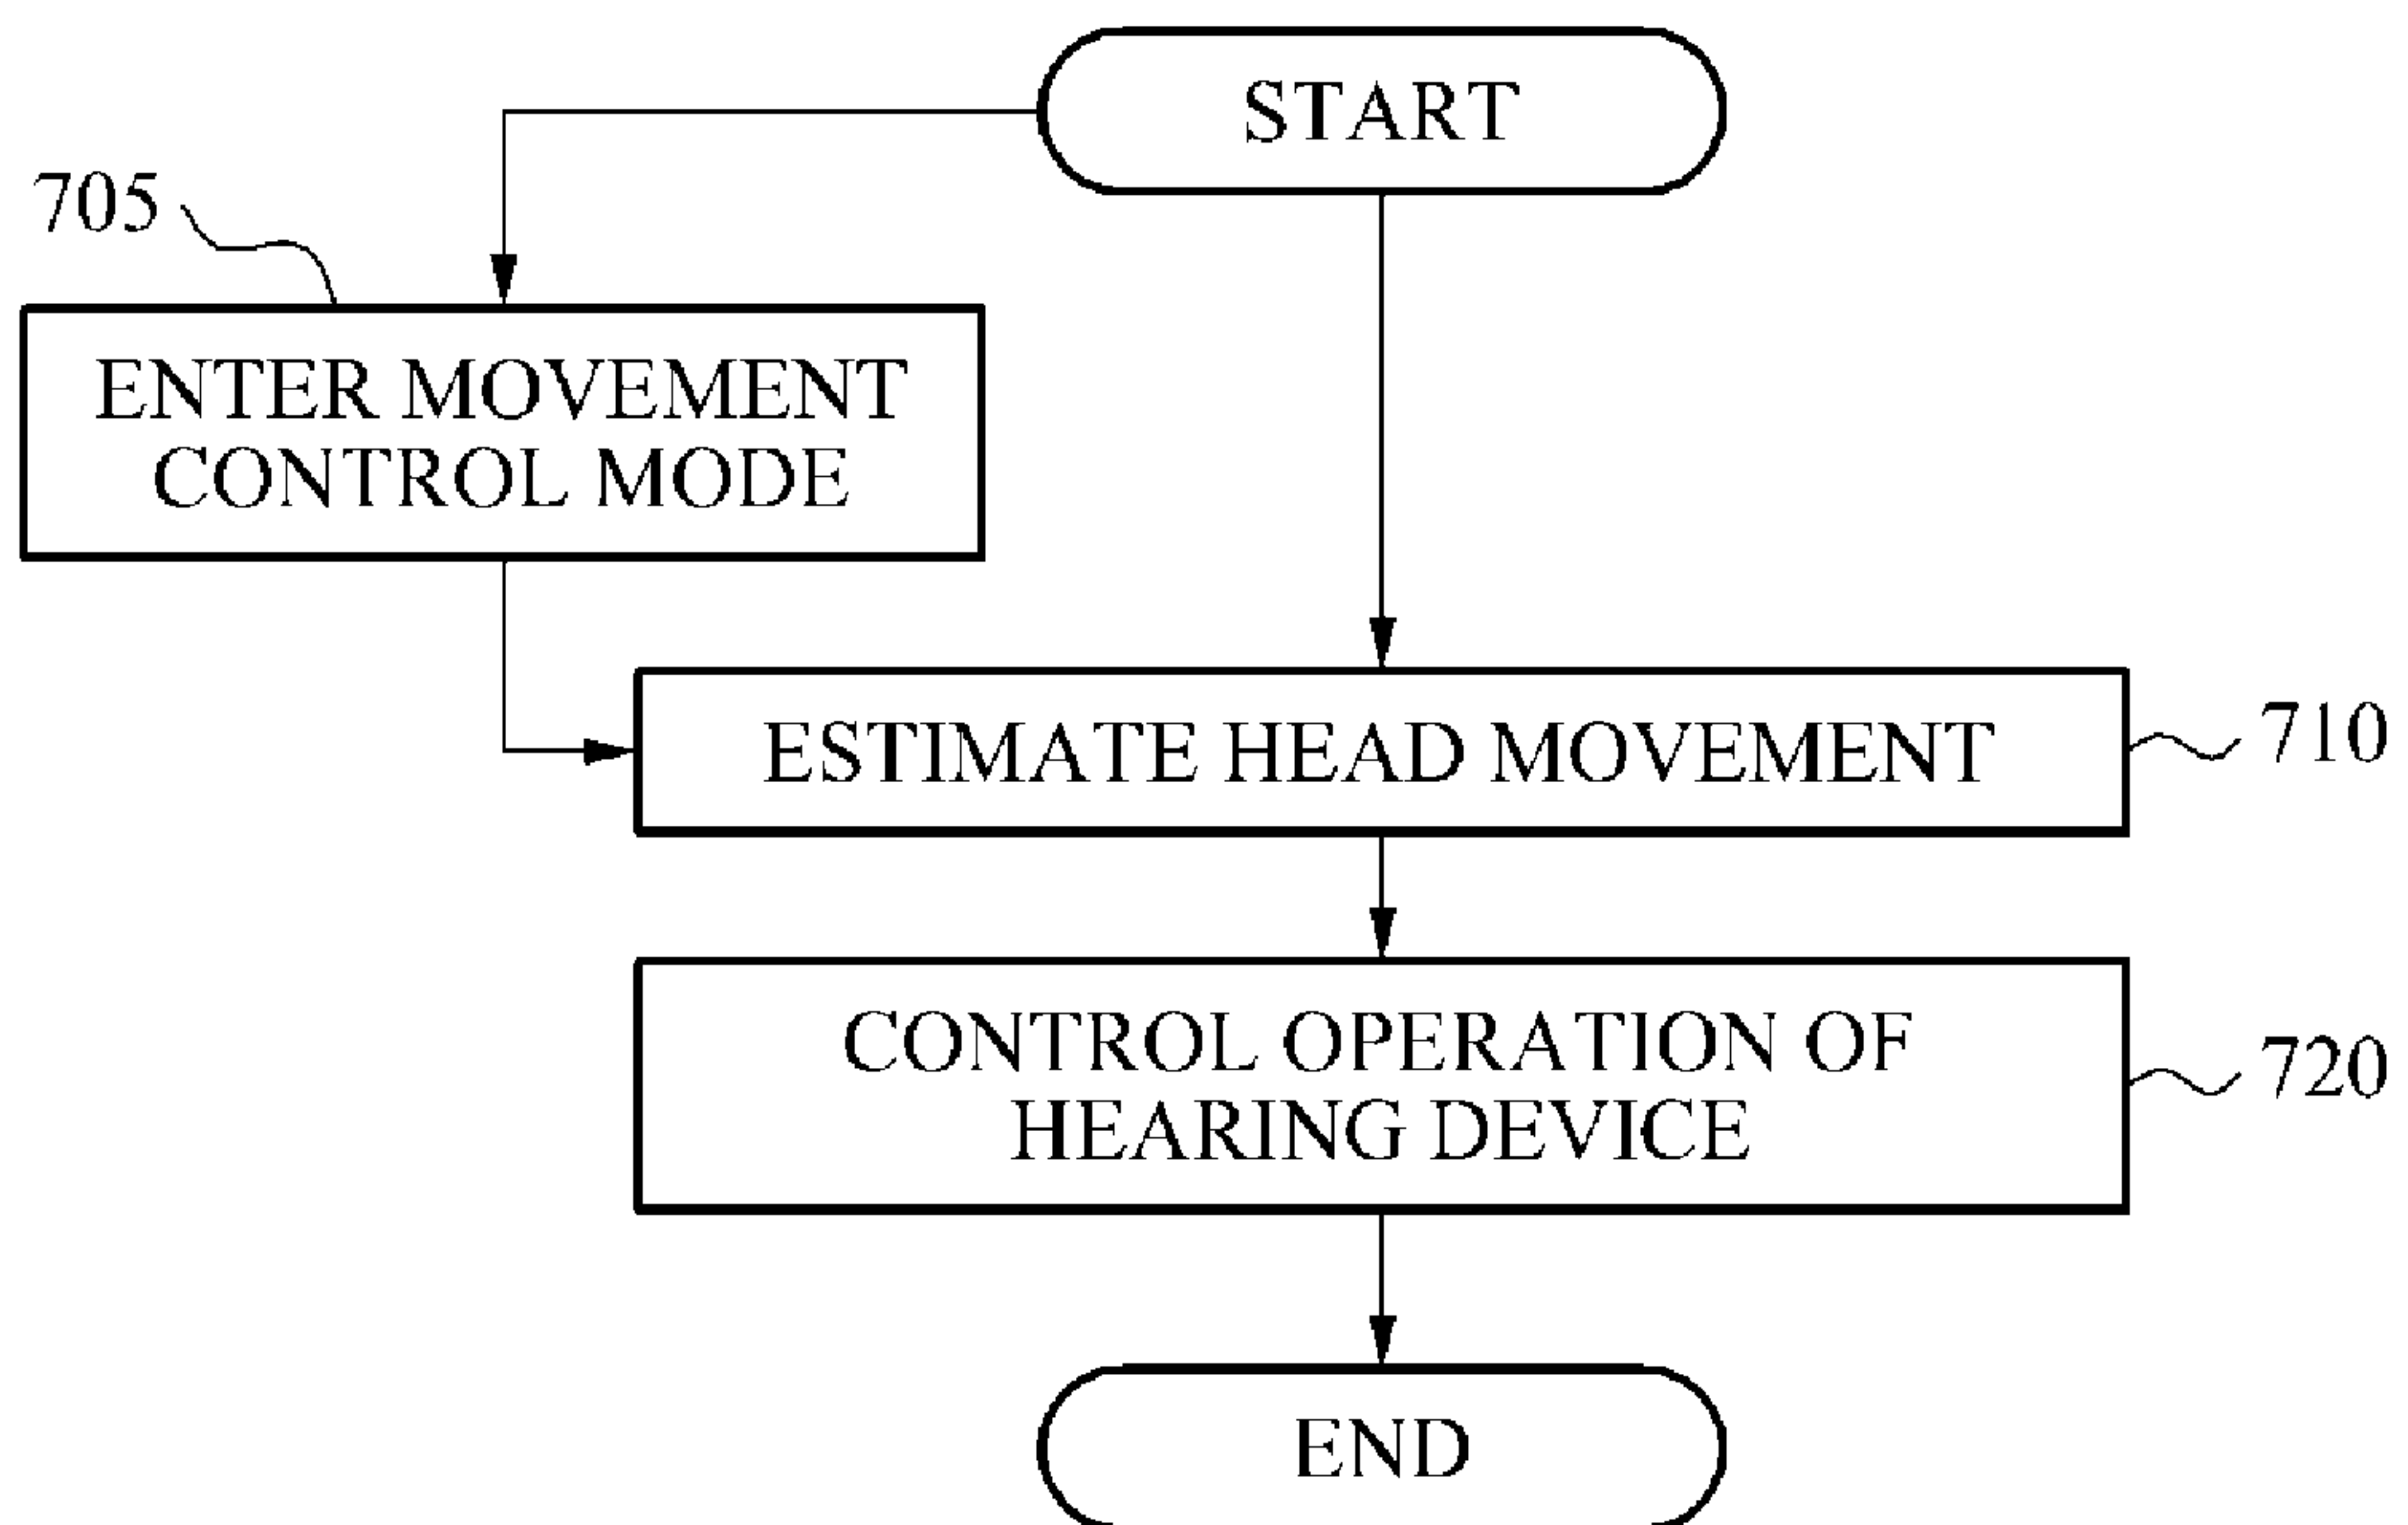 START
705
ENTER MOVEMENT
CONTROL MODE
ESTIMATE HEAD MOVEMENT
710
CONTROL OPERATION OF
HEARING DEVICE
720
END